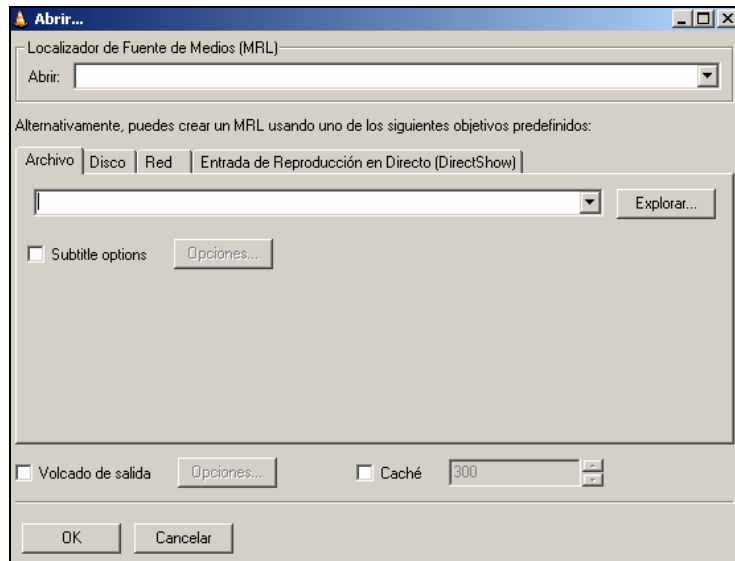 Abrir...
Localizador de Fuente de Medios (MRL)
Abrir:
Alternativamente, puedes crear un MRL usando uno de los siguientes objetivos predefinidos:
Archivo Disco Red Entrada de Reproducción en Directo (DirectShow)
Explorar...
Subtitle options Opciones...
Volcado de salida Opciones... Caché 300
OK Cancelar